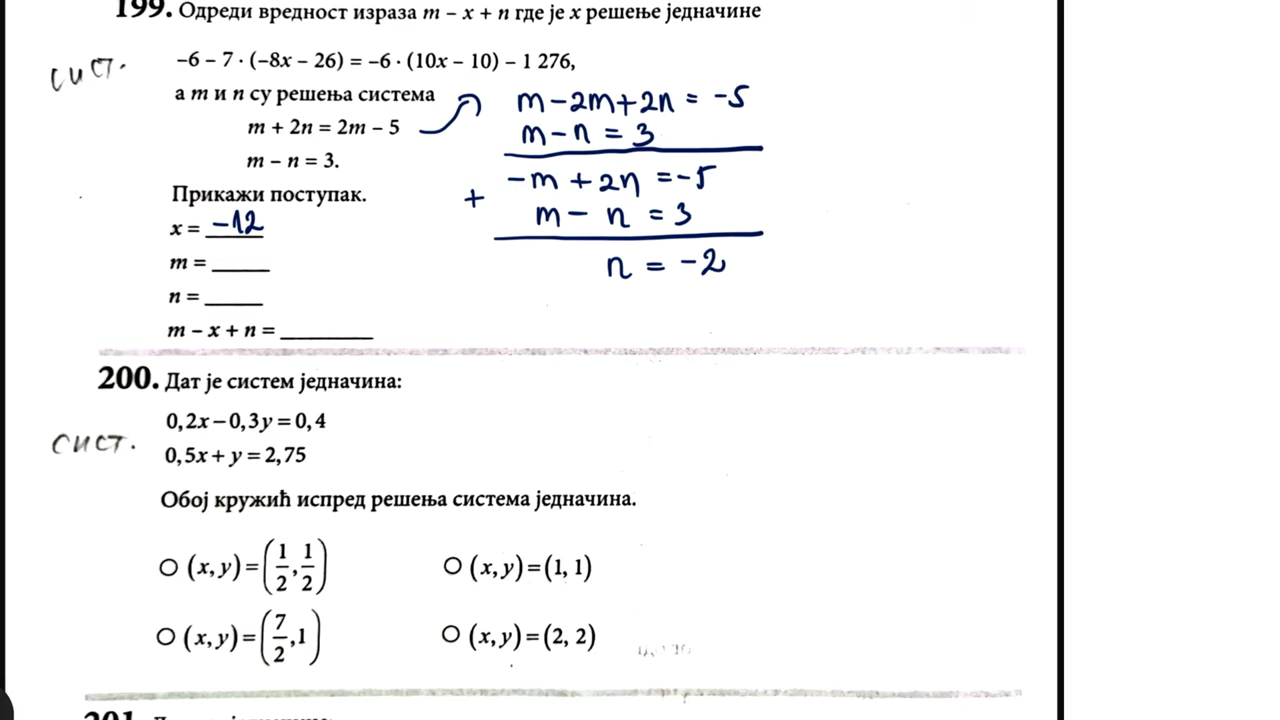 199. Одреди вредност израза m – x + n где је x решење једначине
сист.
–6 – 7 · (–8x – 26) = –6 · (10x – 10) – 1 276,
а m и n су решења система
m + 2n = 2m – 5
m – n = 3.
m – 2m + 2n = -5
m – n = 3
-m + 2n = -5
+
m – n = 3
n = -2
Прикажи поступак.
x = -12
m = _____
n = _____
m – x + n = ________
200. Дат је систем једначина:
сист.
0,2x – 0,3y = 0,4
0,5x + y = 2,75
Обој кружић испред решења система једначина.
○ (x, y) = (1/2, 1/2) ○ (x, y) = (1, 1)
○ (x, y) = (7/2, 1) ○ (x, y) = (2, 2)